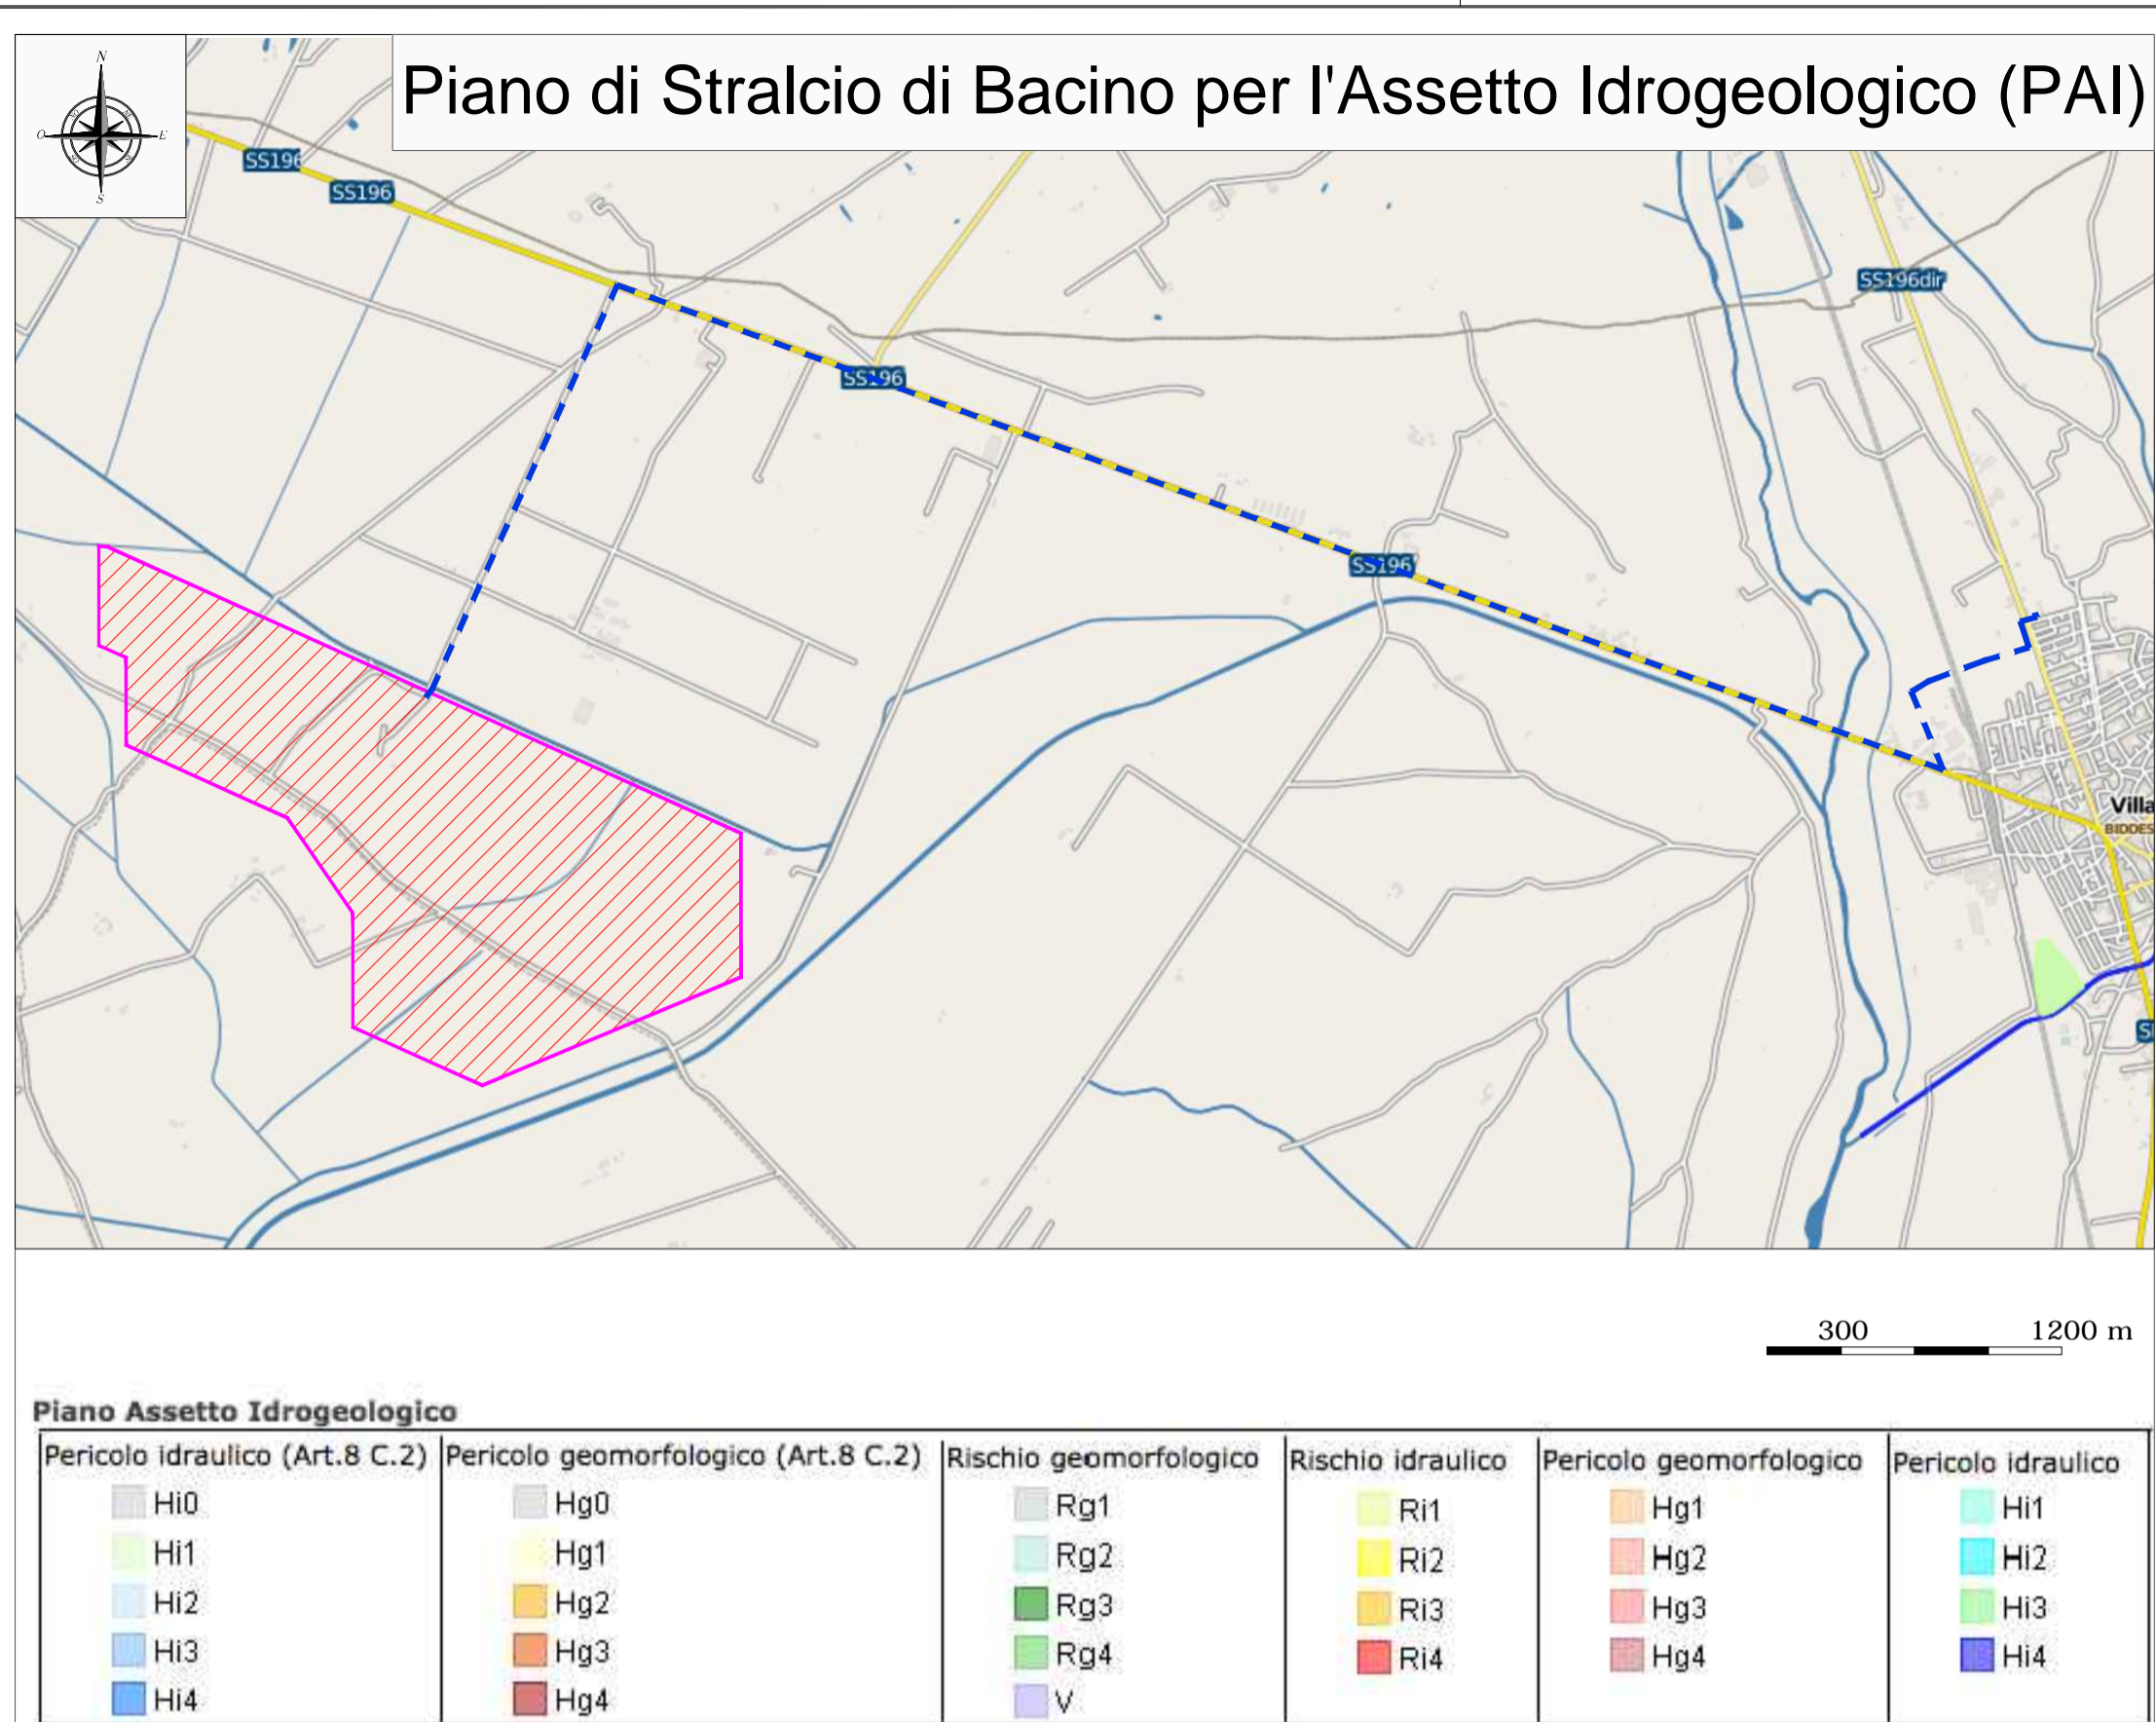 Piano di Stralcio di Bacino per l'Assetto Idrogeologico (PAI)
N
O
E
S
SS196
SS196
SS196dir
SS196
SS196
Villa
BIDDES
300 1200 m
Piano Assetto Idrogeologico
Pericolo idraulico (Art.8 C.2)
Hi0
Hi1
Hi2
Hi3
Hi4
Pericolo geomorfologico (Art.8 C.2)
Hg0
Hg1
Hg2
Hg3
Hg4
Rischio geomorfologico
Rg1
Rg2
Rg3
Rg4
V
Rischio idraulico
Ri1
Ri2
Ri3
Ri4
Pericolo geomorfologico
Hg1
Hg2
Hg3
Hg4
Pericolo idraulico
Hi1
Hi2
Hi3
Hi4